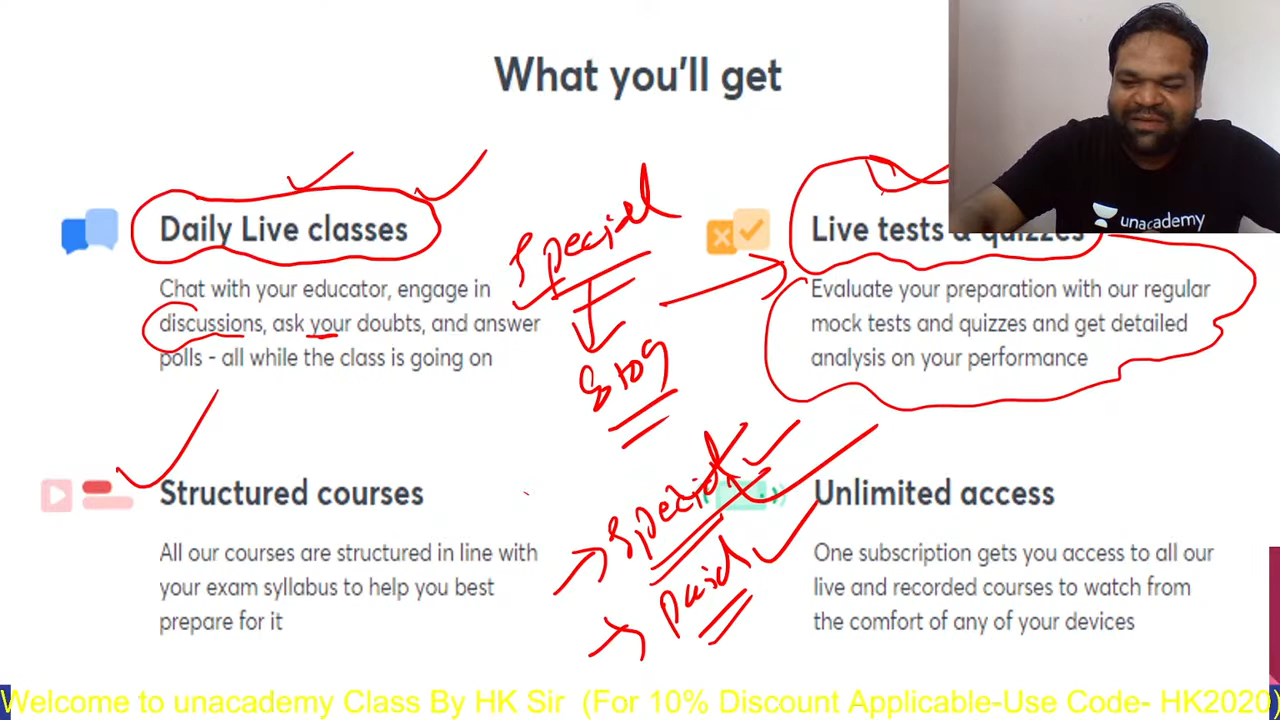 What you'll get
unacademy
Daily Live classes
Chat with your educator, engage in
discussions, ask your doubts, and answer
polls - all while the class is going on
Special
Live tests & quizzes
Evaluate your preparation with our regular
mock tests and quizzes and get detailed
analysis on your performance
Structured courses
All our courses are structured in line with
your exam syllabus to help you best
prepare for it
Special
Paid
Unlimited access
One subscription gets you access to all our
live and recorded courses to watch from
the comfort of any of your devices
Welcome to unacademy Class By HK Sir (For 10% Discount Applicable-Use Code- HK2020)